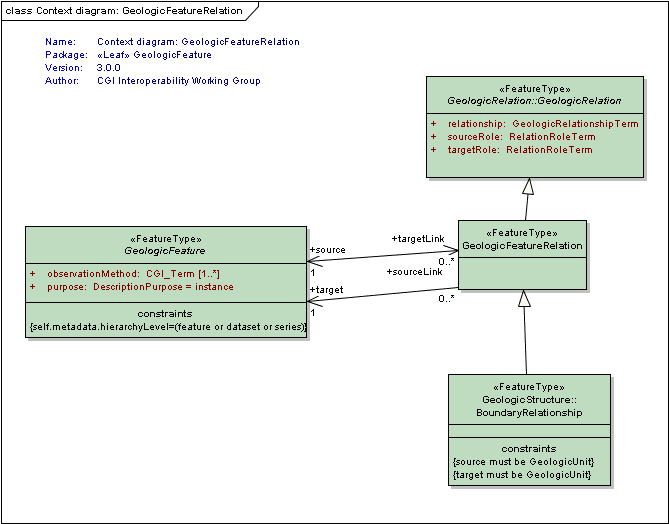 class Context diagram: GeologicFeatureRelation
Name: Context diagram: GeologicFeatureRelation
Package: «Leaf» GeologicFeature
Version: 3.0.0
Author: CGI Interoperability Working Group
«FeatureType»
GeologicRelation::GeologicRelation
+ relationship: GeologicRelationshipTerm
+ sourceRole: RelationRoleTerm
+ targetRole: RelationRoleTerm
«FeatureType»
GeologicFeature
+ observationMethod: CGI_Term [1..*]
+ purpose: DescriptionPurpose = instance
constraints
{self.metadata.hierarchyLevel=(feature or dataset or series)}
+source
1
+targetLink
0..*
+target
1
+sourceLink
0..*
«FeatureType»
GeologicFeatureRelation
«FeatureType»
GeologicStructure::
BoundaryRelationship
constraints
{source must be GeologicUnit}
{target must be GeologicUnit}